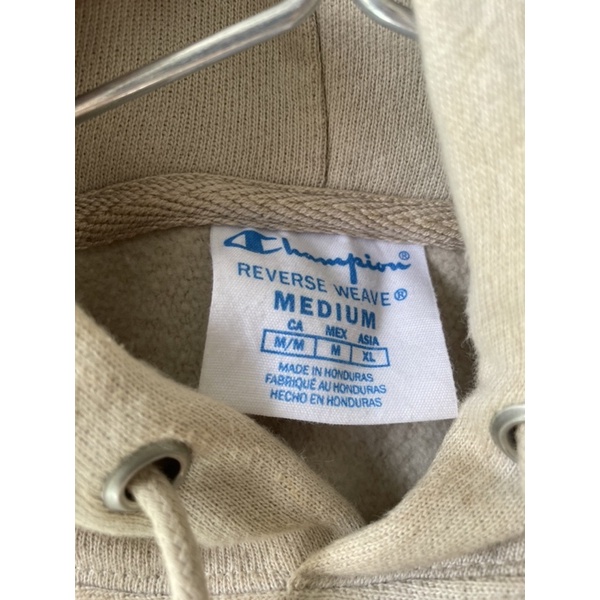 Champion®
REVERSE WEAVE®
MEDIUM
CA MEX ASIA
M/M M XL
MADE IN HONDURAS
FABRIQUÉ AU HONDURAS
HECHO EN HONDURAS